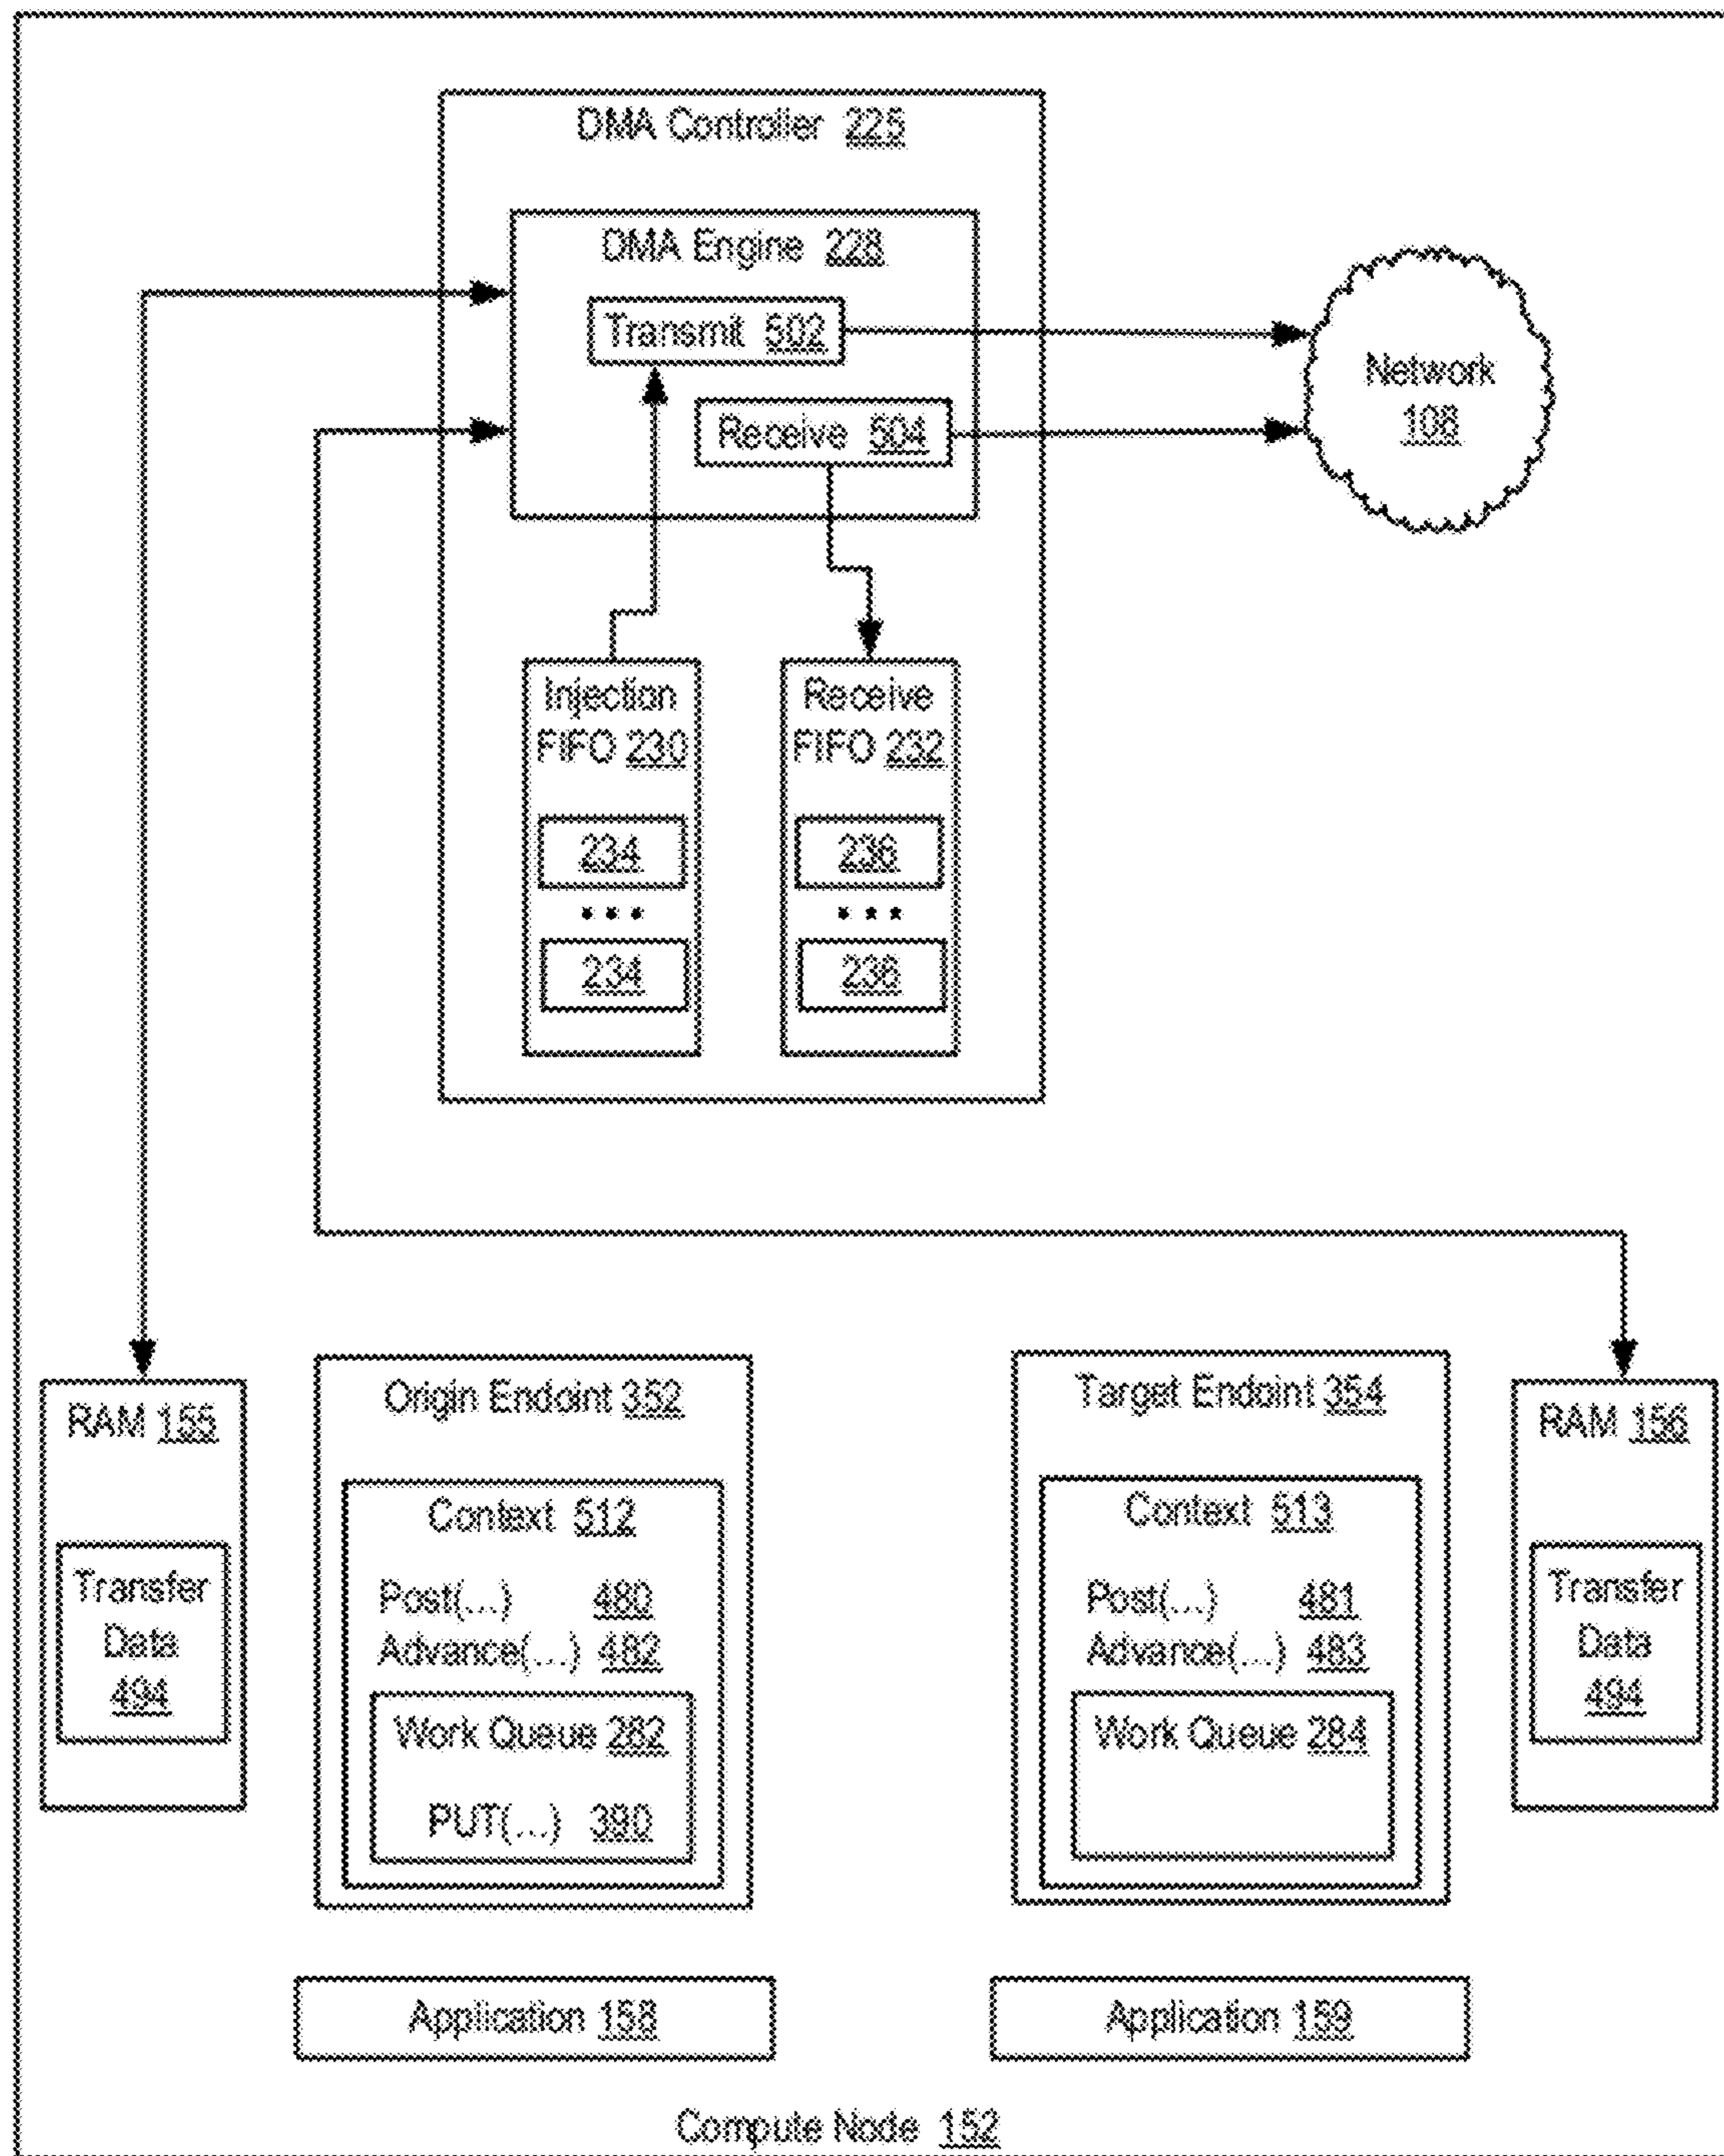 DMA Controller 225
DMA Engine 228
Transmit 502
Receive 504
Network
108
Injection
FIFO 230
234
• • •
234
Receive
FIFO 232
236
• • •
236
RAM 155
Transfer
Data
494
Origin Endoint 352
Context 512
Post(...) 480
Advance(...) 482
Work Queue 282
PUT(...) 390
Target Endoint 354
Context 513
Post(...) 481
Advance(...) 483
Work Queue 284
RAM 156
Transfer
Data
494
Application 158
Application 159
Compute Node 152